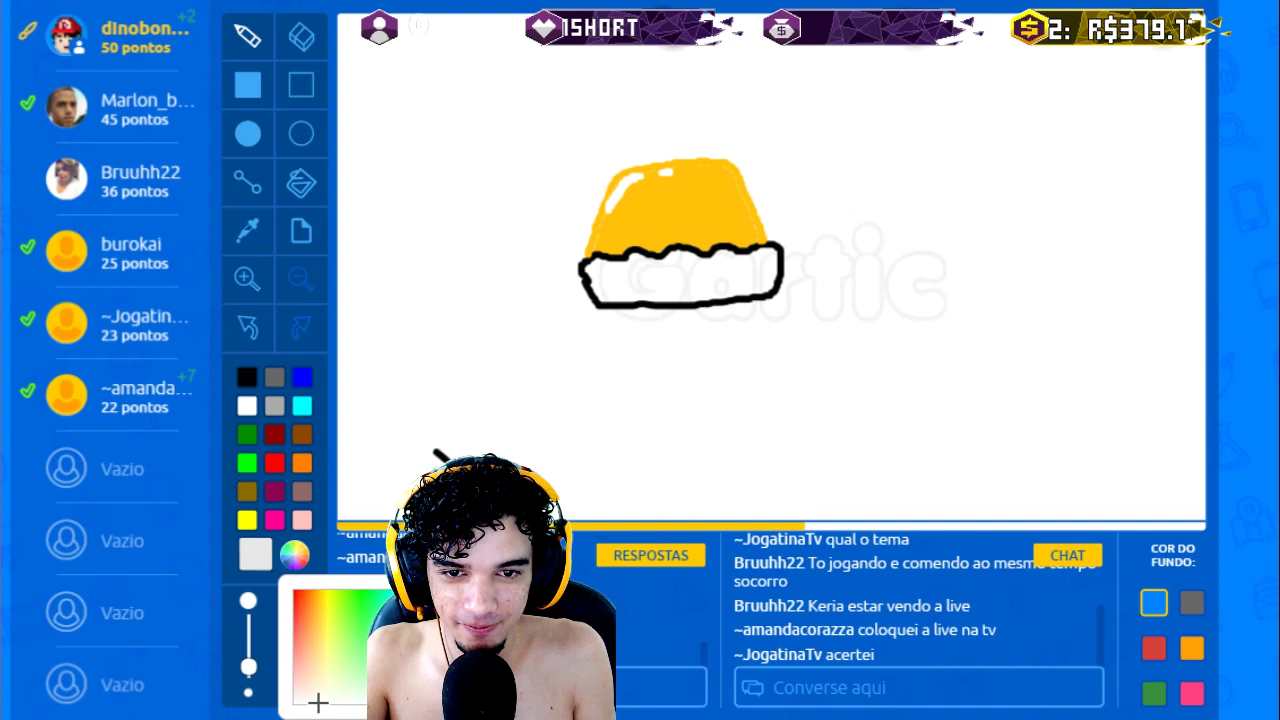 +2
dInobon...
50 pontos
Marlon_b...
45 pontos
Bruuhh22
36 pontos
burokai
25 pontos
~Jogatin...
23 pontos
+7
~amanda...
22 pontos
Vazio
Vazio
Vazio
Vazio
1SHORT
2: R$379.1
Gartic
RESPOSTAS
~aman
~JogatinaTv qual o tema
CHAT
Bruuhh22 To jogando e comendo ao mesmo tempo
socorro
Bruuhh22 Keria estar vendo a live
~amandacorazza coloquei a live na tv
~JogatinaTv acertei
Converse aqui
COR DO
FUNDO: